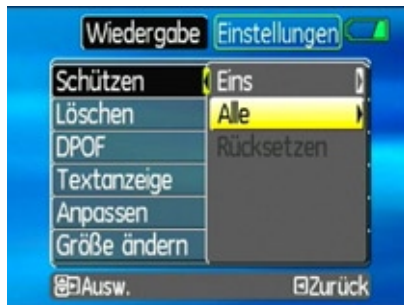 Wiedergabe Einstellungen
Schützen Eins
Löschen Alle
DPOF Rücksetzen
Textanzeige
Anpassen
Größe ändern
Ausw. Zurück